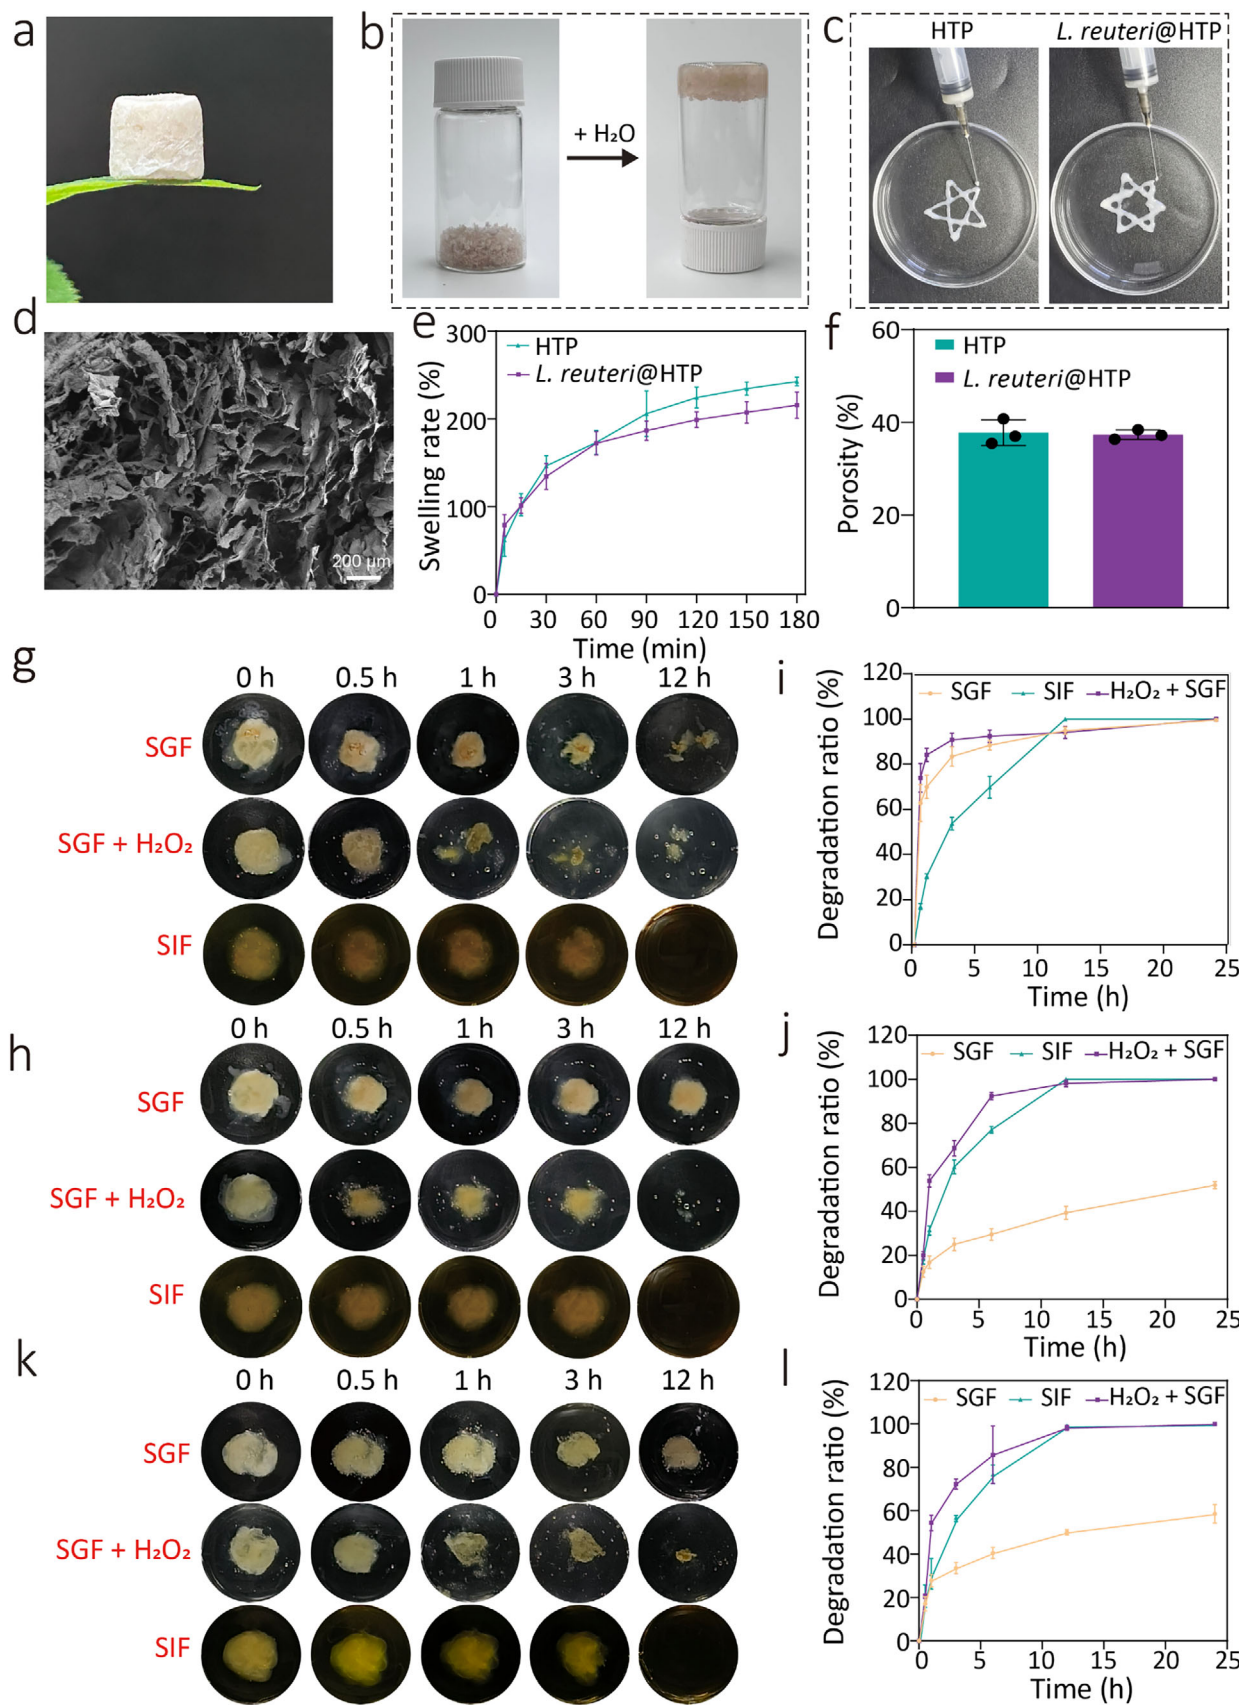 a
b
+ H₂O
c
HTP
L. reuteri@HTP
d
200 μm
e
Swelling rate (%)
300
200
100
0
HTP
L. reuteri@HTP
0 30 60 90 120 150 180
Time (min)
f
Porosity (%)
60
40
20
0
HTP
L. reuteri@HTP
g
0 h 0.5 h 1 h 3 h 12 h
SGF
SGF + H₂O₂
SIF
i
Degradation ratio (%)
120
100
80
60
40
20
0
SGF SIF H₂O₂ + SGF
0 5 10 15 20 25
Time (h)
h
0 h 0.5 h 1 h 3 h 12 h
SGF
SGF + H₂O₂
SIF
j
Degradation ratio (%)
120
100
80
60
40
20
0
SGF SIF H₂O₂ + SGF
0 5 10 15 20 25
Time (h)
k
0 h 0.5 h 1 h 3 h 12 h
SGF
SGF + H₂O₂
SIF
l
Degradation ratio (%)
120
100
80
60
40
20
0
SGF SIF H₂O₂ + SGF
0 5 10 15 20 25
Time (h)